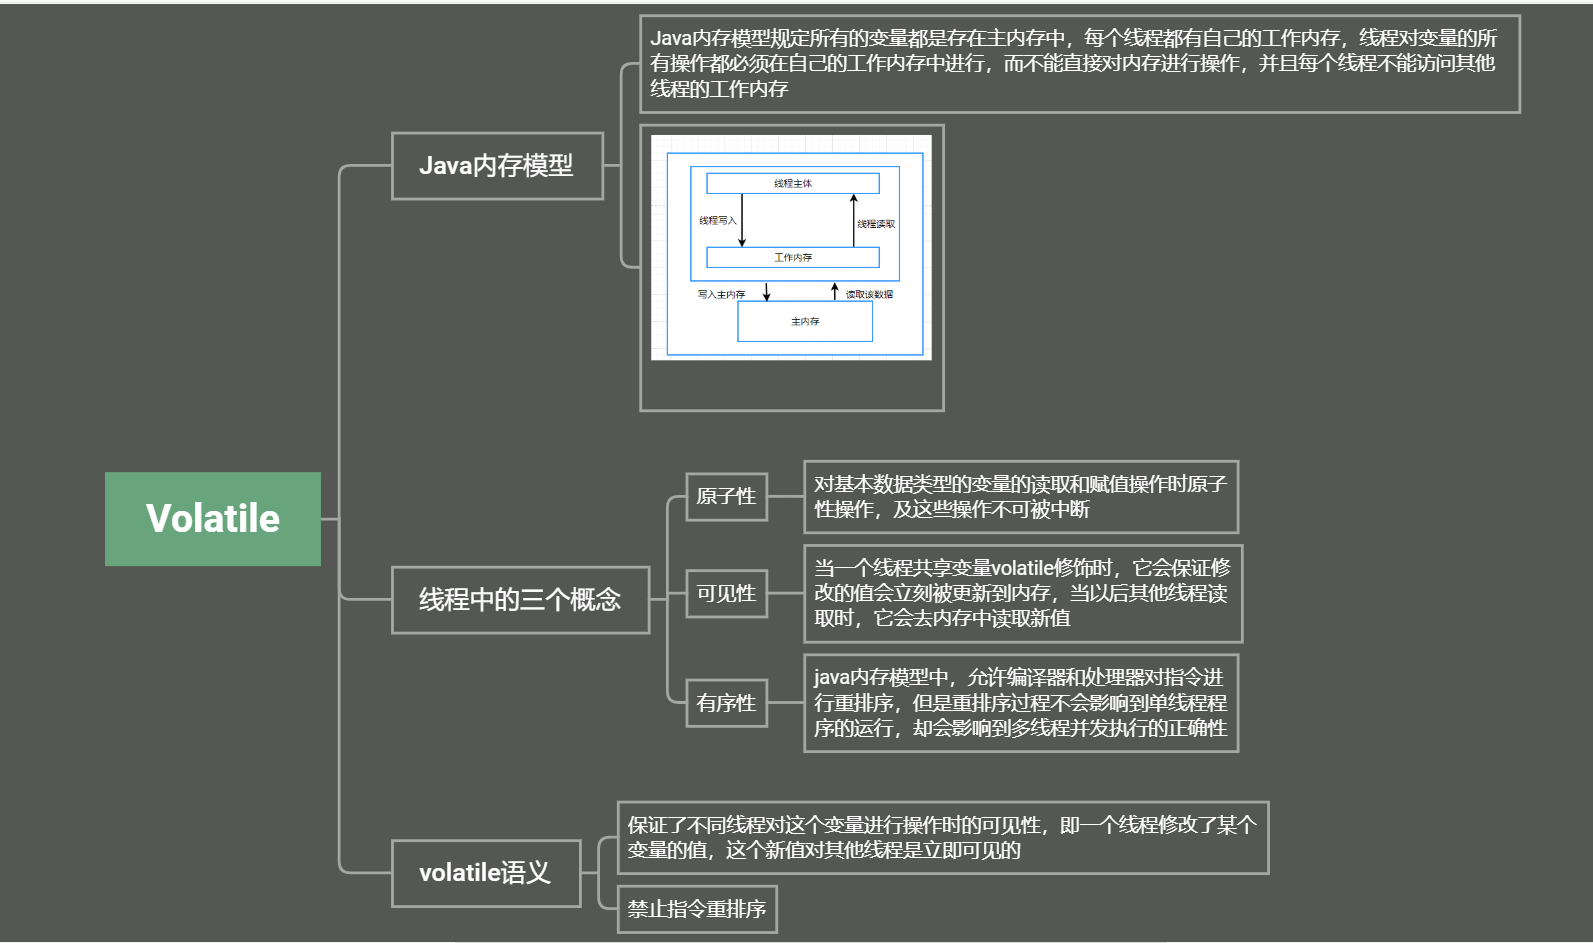 Volatile
Java内存模型
Java内存模型规定所有的变量都是存在主内存中，每个线程都有自己的工作内存，线程对变量的所
有操作都必须在自己的工作内存中进行，而不能直接对内存进行操作，并且每个线程不能访问其他
线程的工作内存
线程主体
线程写入
线程读取
工作内存
写入主内存
读取该数据
主内存
线程中的三个概念
原子性
对基本数据类型的变量的读取和赋值操作时原子
性操作，及这些操作不可被中断
可见性
当一个线程共享变量volatile修饰时，它会保证修
改的值会立刻被更新到内存，当以后其他线程读
取时，它会去内存中读取新值
有序性
java内存模型中，允许编译器和处理器对指令进
行重排序，但是重排序过程不会影响到单线程程
序的运行，却会影响到多线程并发执行的正确性
volatile语义
保证了不同线程对这个变量进行操作时的可见性，即一个线程修改了某个
变量的值，这个新值对其他线程是立即可见的
禁止指令重排序